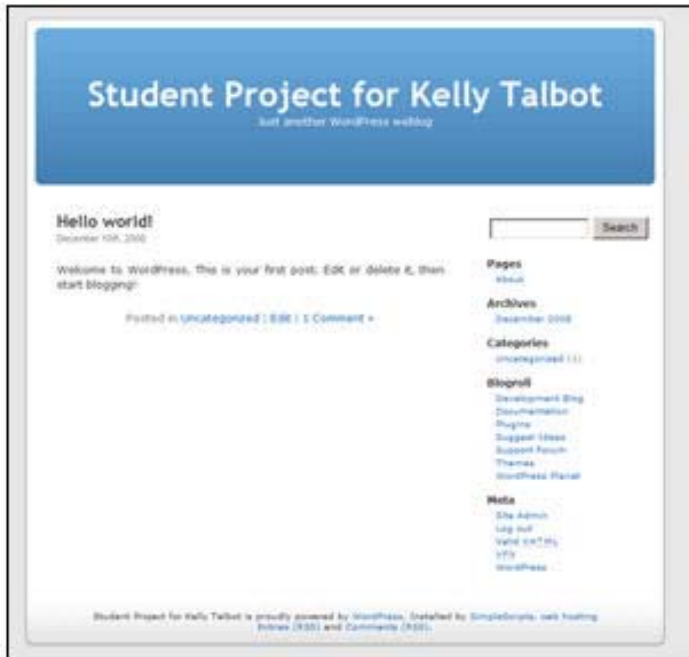 Student Project for Kelly Talbot
Just another WordPress weblog
Hello world!
December 10th, 2008
Welcome to WordPress. This is your first post. Edit or delete it, then
start blogging!
Posted in Uncategorized | Edit | 1 Comment »
Search
Pages
About
Archives
December 2008
Categories
Uncategorized (1)
Blogroll
Development Blog
Documentation
Plugins
Suggest Ideas
Support Forum
Themes
WordPress Planet
Meta
Site Admin
Log out
Valid XHTML
XFN
WordPress
Student Project for Kelly Talbot is proudly powered by WordPress. Installed by SimpleScripts, web hosting
Entries (RSS) and Comments (RSS).